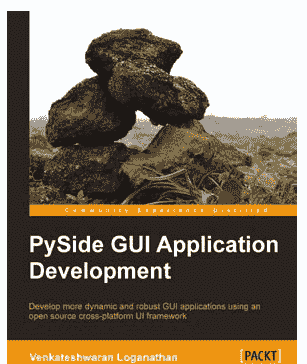 Community Experience Distilled
PySide GUI Application
Development
Develop more dynamic and robust GUI applications using an
open source cross-platform UI framework
Venkateshwaran Loganathan
[PACKT]